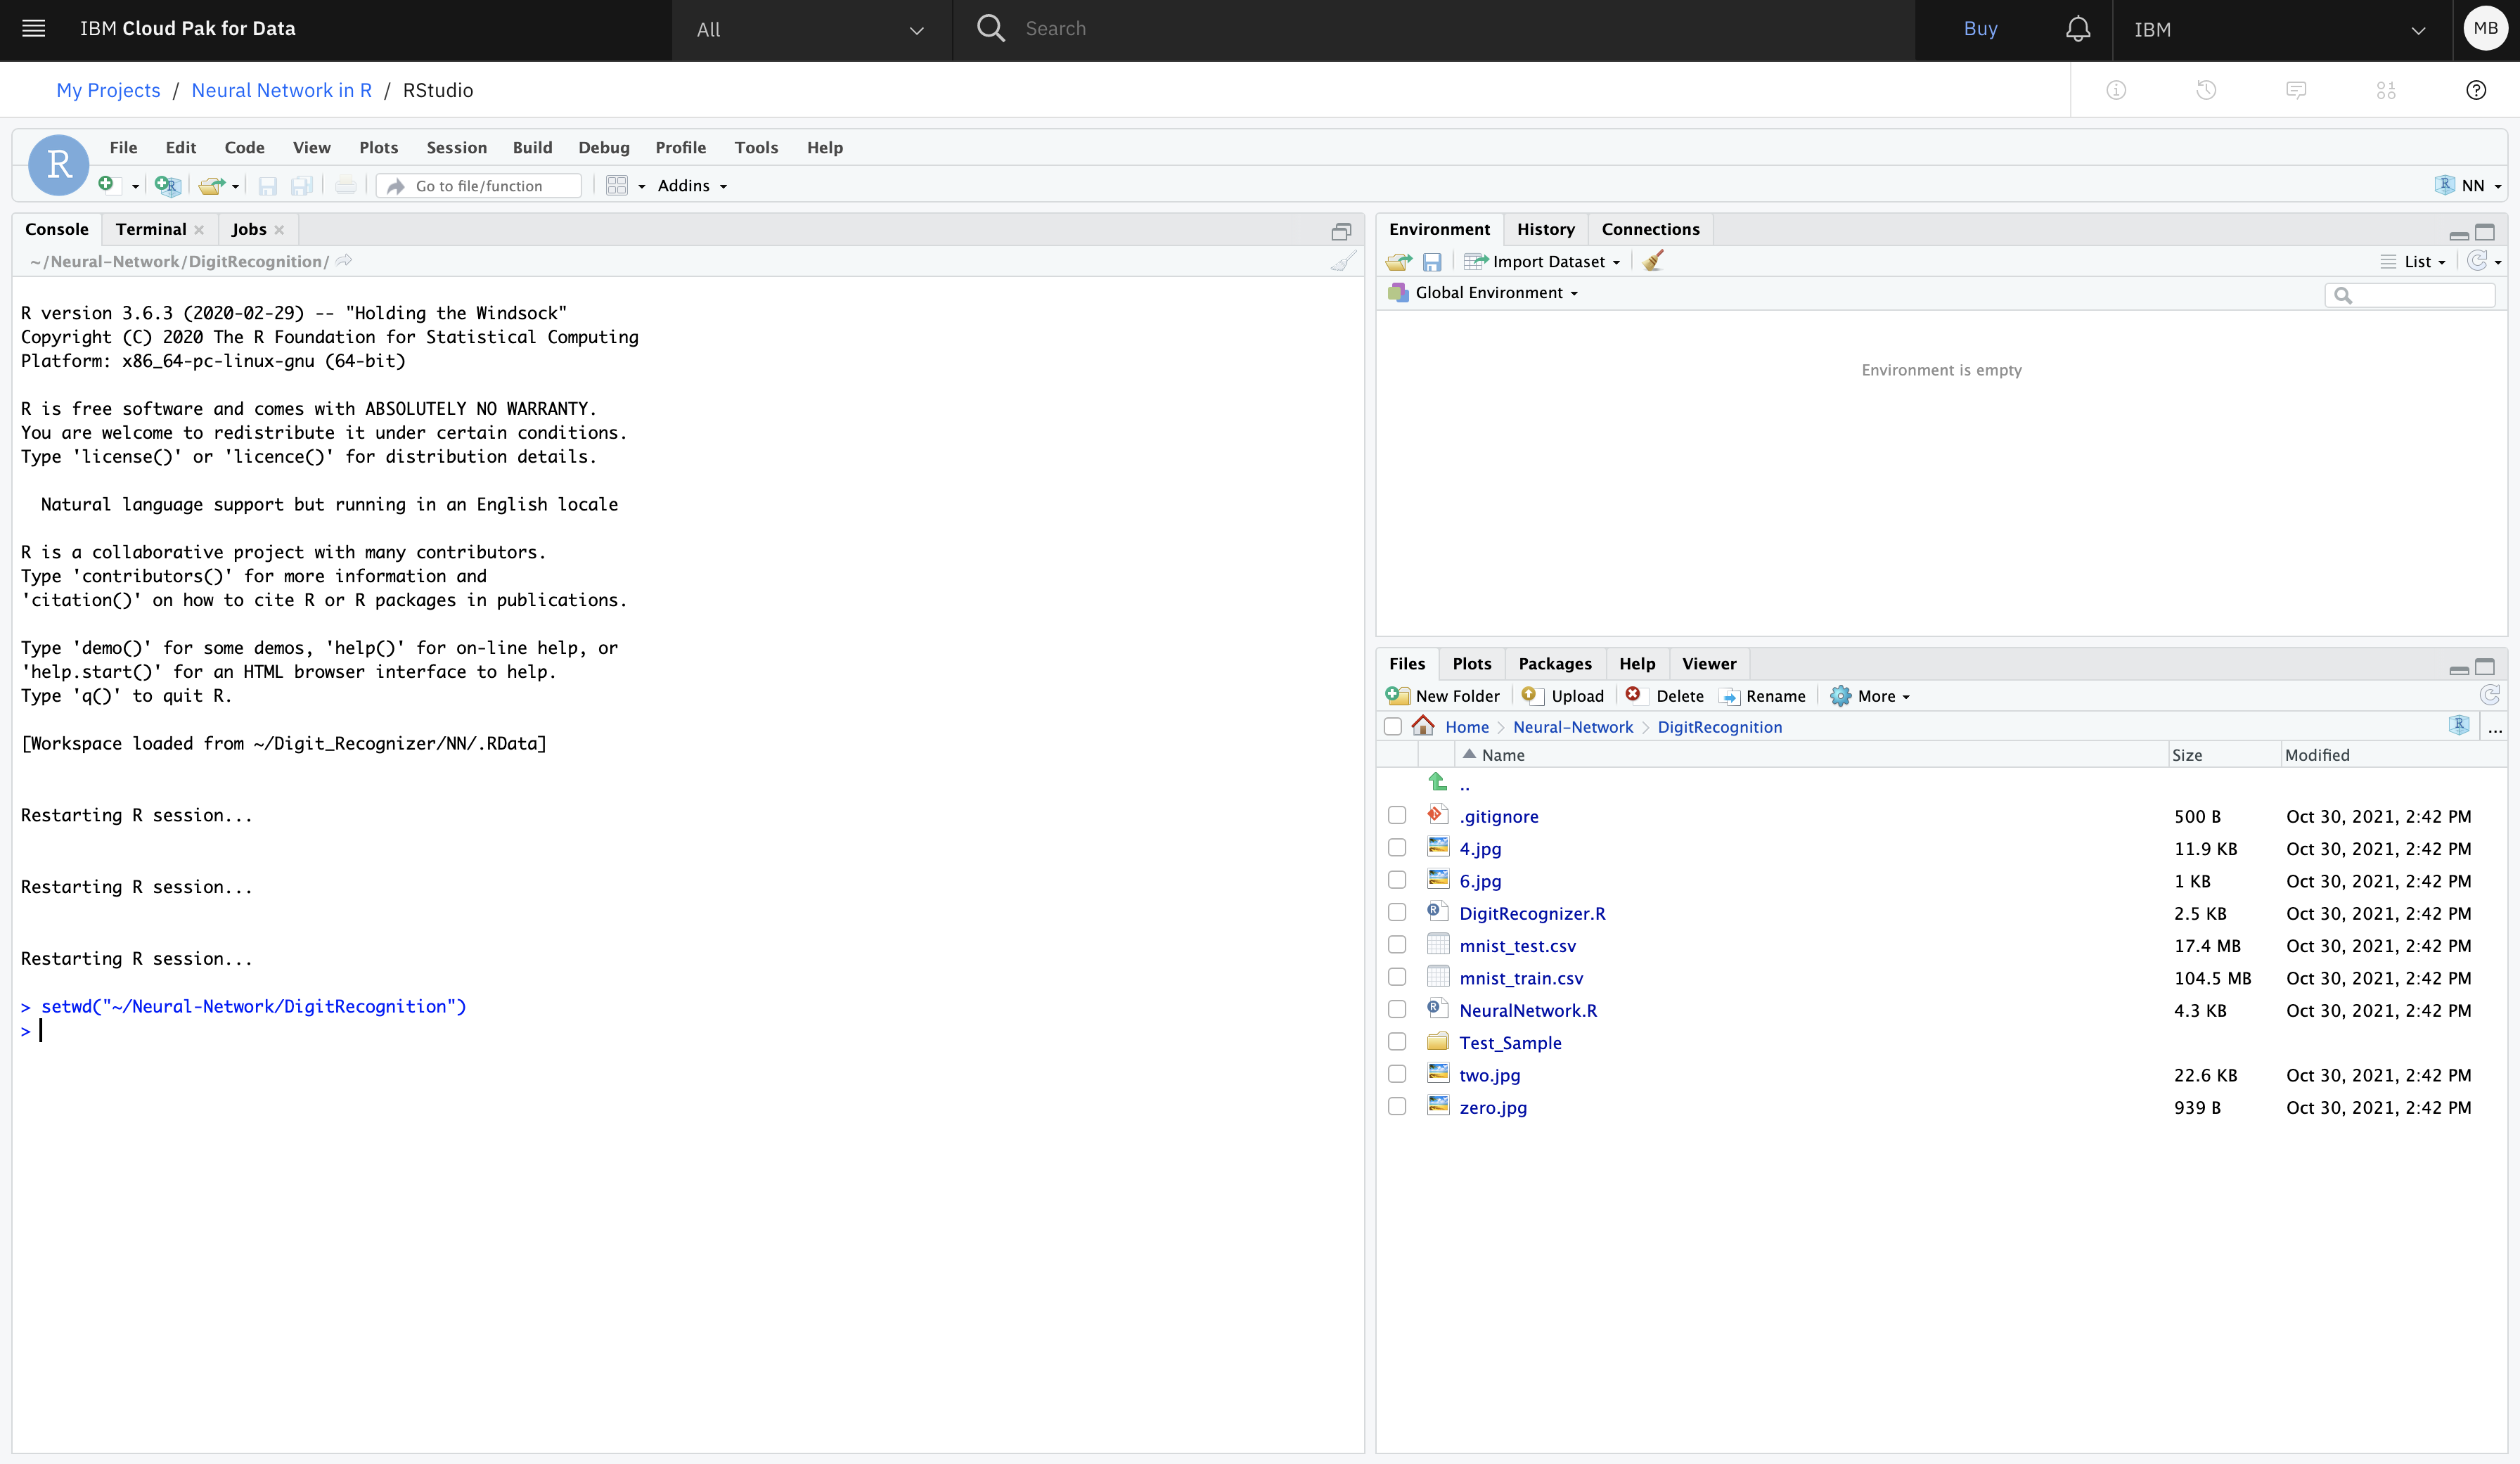 IBM Cloud Pak for Data
All
Search
Buy
IBM
MB
My Projects / Neural Network in R / RStudio
R
File Edit Code View Plots Session Build Debug Profile Tools Help
Go to file/function
Addins
NN
Console Terminal Jobs
~/Neural-Network/DigitRecognition/
R version 3.6.3 (2020-02-29) -- "Holding the Windsock"
Copyright (C) 2020 The R Foundation for Statistical Computing
Platform: x86_64-pc-linux-gnu (64-bit)
R is free software and comes with ABSOLUTELY NO WARRANTY.
You are welcome to redistribute it under certain conditions.
Type 'license()' or 'licence()' for distribution details.
Natural language support but running in an English locale
R is a collaborative project with many contributors.
Type 'contributors()' for more information and
'citation()' on how to cite R or R packages in publications.
Type 'demo()' for some demos, 'help()' for on-line help, or
'help.start()' for an HTML browser interface to help.
Type 'q()' to quit R.
[Workspace loaded from ~/Digit_Recognizer/NN/.RData]
Restarting R session...
Restarting R session...
Restarting R session...
> setwd("~/Neural-Network/DigitRecognition")
>
Environment History Connections
Import Dataset
List
Global Environment
Environment is empty
Files Plots Packages Help Viewer
New Folder Upload Delete Rename More
Home Neural-Network DigitRecognition
...
Name Size Modified
..
.gitignore 500 B Oct 30, 2021, 2:42 PM
4.jpg 11.9 KB Oct 30, 2021, 2:42 PM
6.jpg 1 KB Oct 30, 2021, 2:42 PM
DigitRecognizer.R 2.5 KB Oct 30, 2021, 2:42 PM
mnist_test.csv 17.4 MB Oct 30, 2021, 2:42 PM
mnist_train.csv 104.5 MB Oct 30, 2021, 2:42 PM
NeuralNetwork.R 4.3 KB Oct 30, 2021, 2:42 PM
Test_Sample
two.jpg 22.6 KB Oct 30, 2021, 2:42 PM
zero.jpg 939 B Oct 30, 2021, 2:42 PM